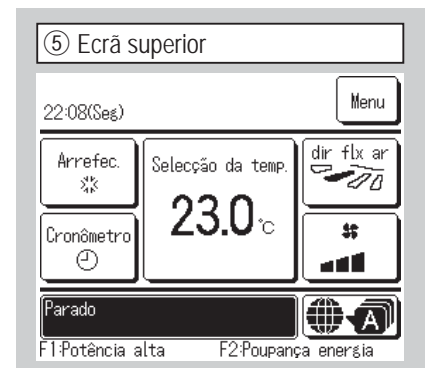 ⑤ Ecrã superior
22:08(Seg)
Menu
Arrefec.
Selecção da temp.
dir flx ar
23.0°C
Cronômetro
Parado
A
F1:Potência alta F2:Poupança energia